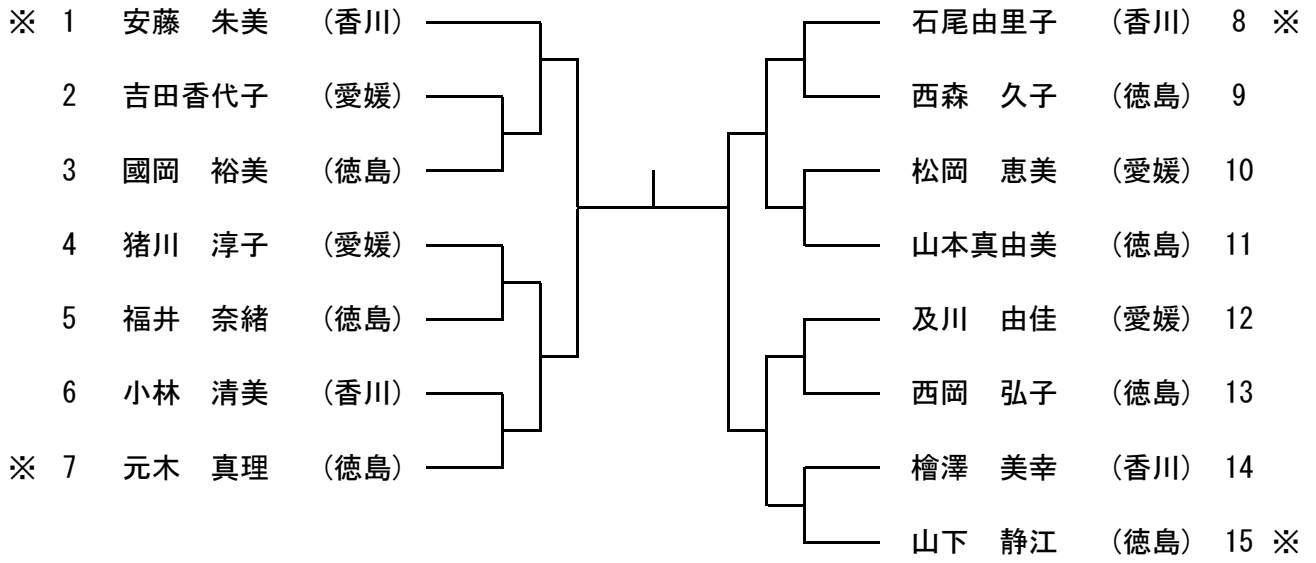 ※ 1 安藤 朱美 (香川)
2 吉田香代子 (愛媛)
3 國岡 裕美 (徳島)
4 猪川 淳子 (愛媛)
5 福井 奈緒 (徳島)
6 小林 清美 (香川)
※ 7 元木 真理 (徳島)
石尾由里子 (香川) 8 ※
西森 久子 (徳島) 9
松岡 恵美 (愛媛) 10
山本真由美 (徳島) 11
及川 由佳 (愛媛) 12
西岡 弘子 (徳島) 13
檜澤 美幸 (香川) 14
山下 静江 (徳島) 15 ※